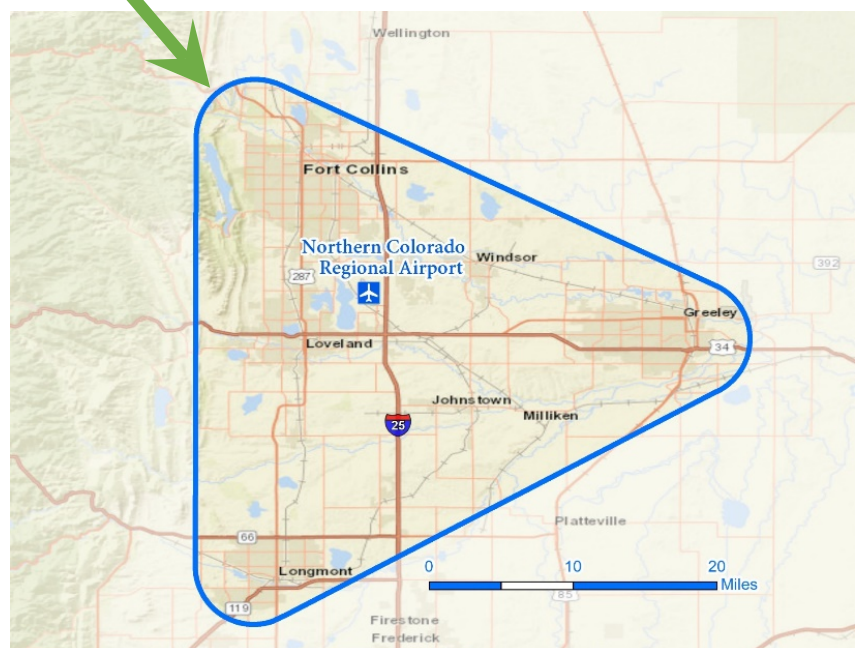 Wellington
Fort Collins
Northern Colorado
Regional Airport
Windsor
287
392
Greeley
Loveland
34
Johnstown
Milliken
25
Platteville
66
Longmont
0 10 20
Miles
85
119
Firestone
Frederick